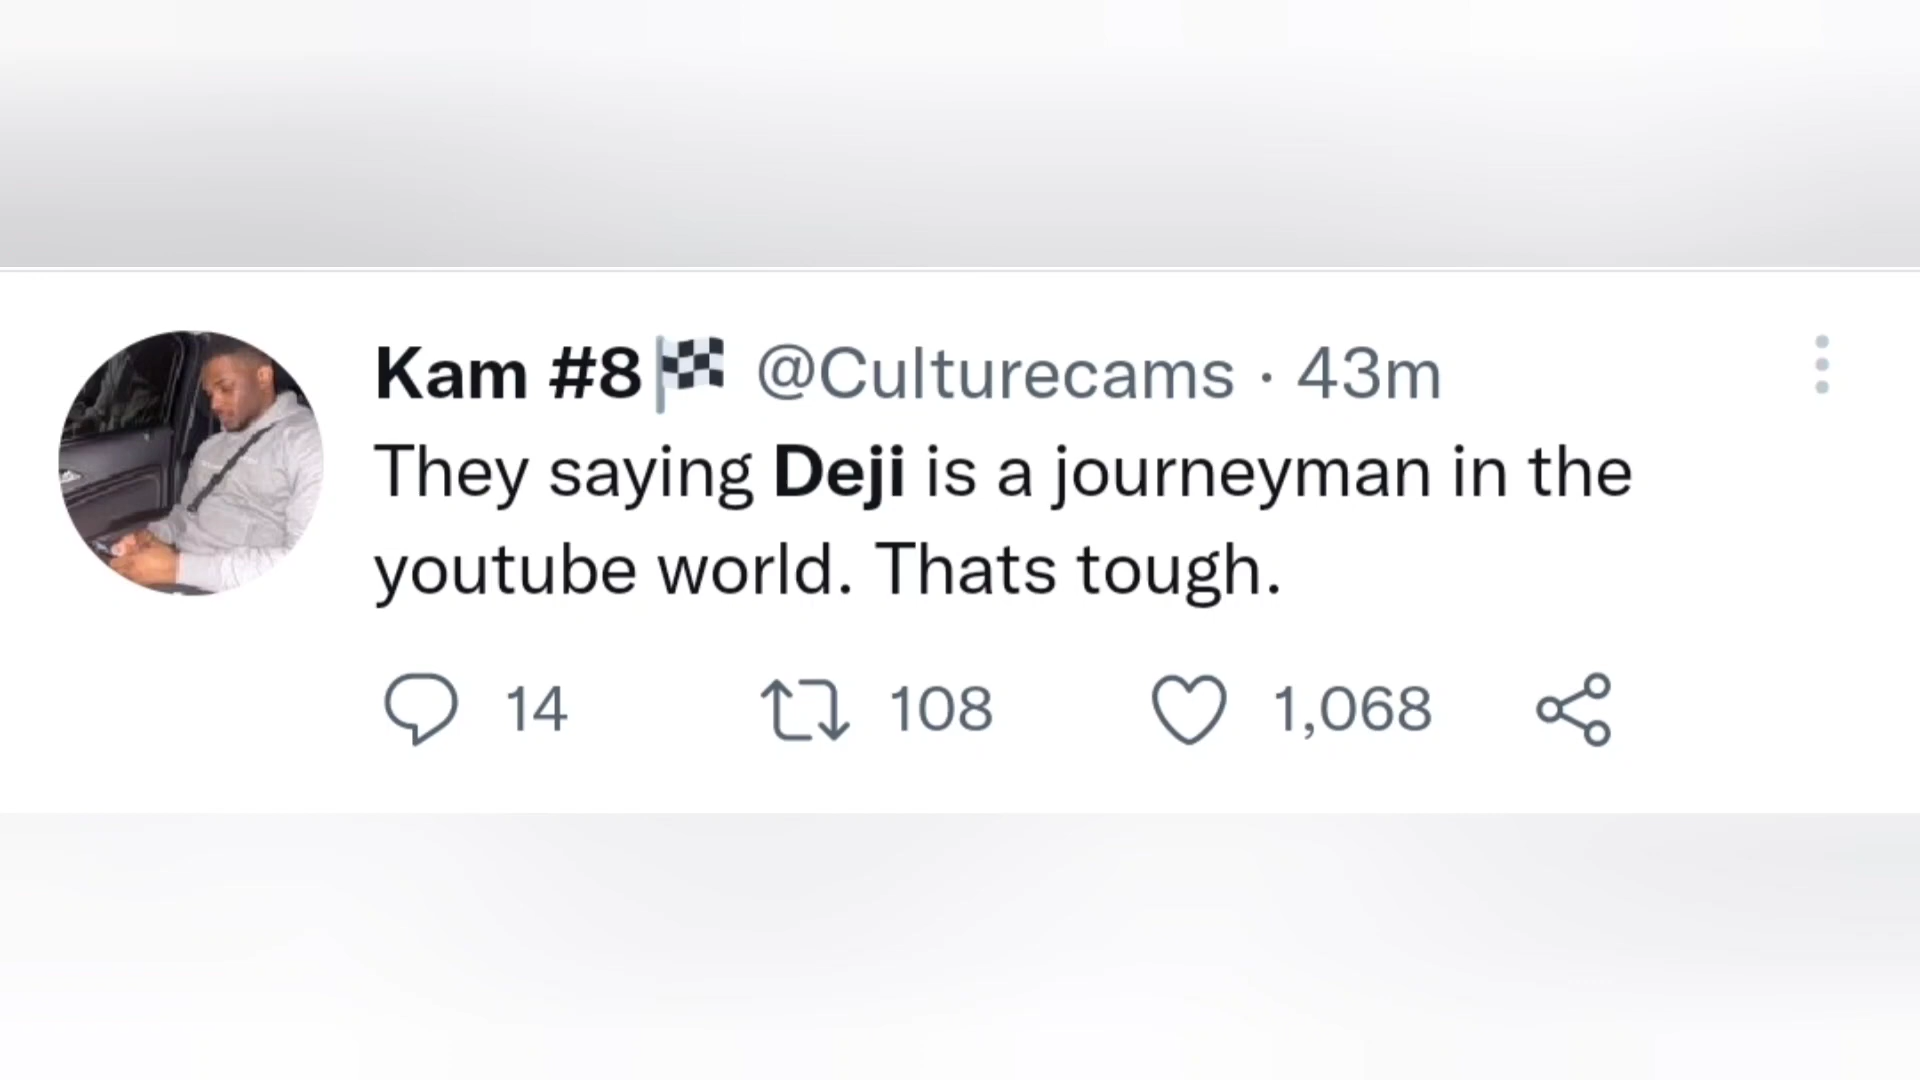 Kam #8🏁 @Culturecams · 43m
They saying Deji is a journeyman in the
youtube world. Thats tough.
14 108 1,068